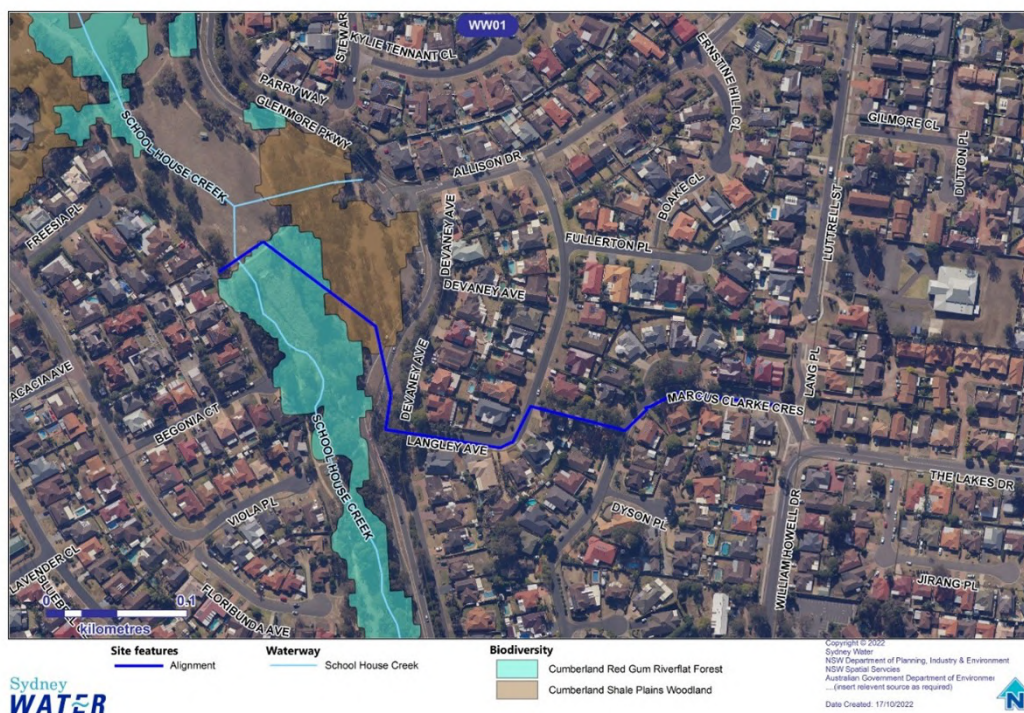 WW01
STEWAR
KYLIE TENNANT CL
ERNSTINE HILL CL
PARRY WAY
GLENMORE PKWY
SCHOOL HOUSE CREEK
GILMORE CL
DUTTON PL
ALLISON DR
BOAKE CL
FREESIA PL
DEVANEY AVE
FULLERTON PL
LUTTRELL ST
DEVANEY AVE
DEVANEY AVE
LANG PL
ACACIA AVE
MARCUS CLARKE CRES
BEGONIA CT
LANGLEY AVE
SCHOOL HOUSE CREEK
THE LAKES DR
VIOLA PL
DYSON PL
WILLIAM HOWELL DR
LAVENDER CL
BLUEB
JIRANG PL
FLORIBUNDA AVE
0 0.1
kilometres
Site features
Alignment
Waterway
School House Creek
Biodiversity
Cumberland Red Gum Riverflat Forest
Cumberland Shale Plains Woodland
Copyright © 2022
Sydney Water
NSW Department of Planning, Industry & Environment
NSW Spatial Servcies
Australian Government Department of Environmen
....(insert relevent source as required)
Date Created: 17/10/2022
Sydney
WATER
N